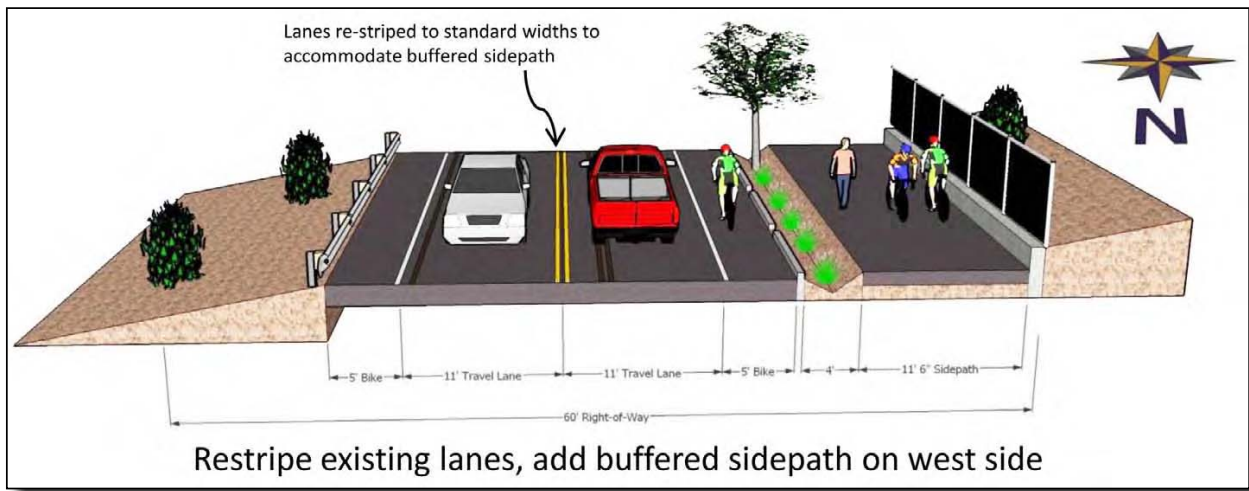 Lanes re-striped to standard widths to
accommodate buffered sidepath
N
5' Bike
11' Travel Lane
11' Travel Lane
5' Bike
4'
11' 6" Sidepath
60' Right-of-Way
Restripe existing lanes, add buffered sidepath on west side